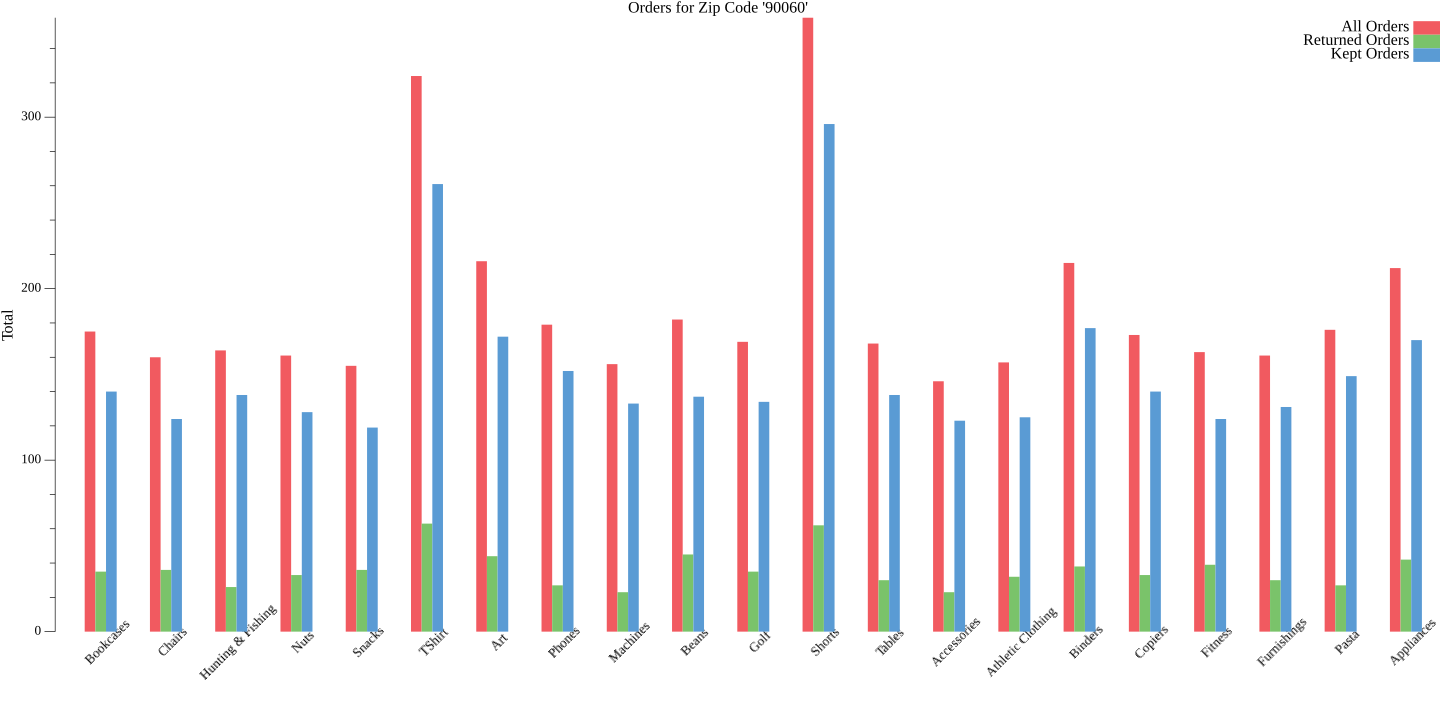 Orders for Zip Code '90060'
All Orders
Returned Orders
Kept Orders
Total
300
200
100
0
Bookcases
Chairs
Hunting & Fishing
Nuts
Snacks
TShirt
Art
Phones
Machines
Beans
Golf
Shorts
Tables
Accessories
Athletic Clothing
Binders
Copiers
Fitness
Furnishings
Pasta
Appliances